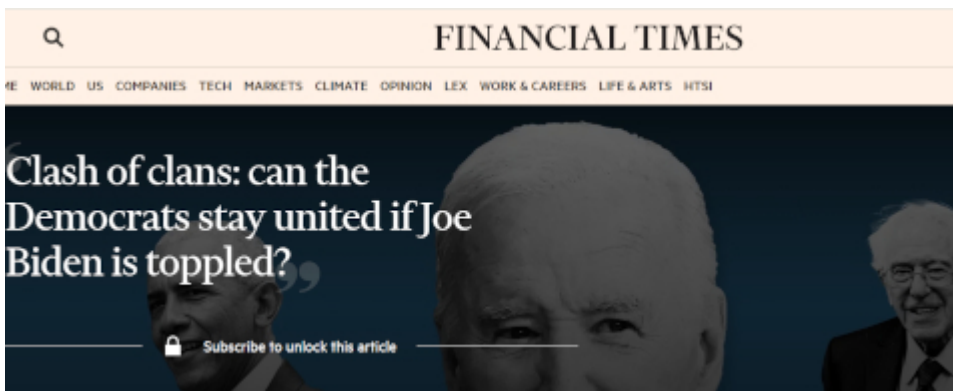 FINANCIAL TIMES
WORLD US COMPANIES TECH MARKETS CLIMATE OPINION LEX WORK & CAREERS LIFE & ARTS HTSI
Clash of clans: can the
Democrats stay united if Joe
Biden is toppled?
Subscribe to unlock this article